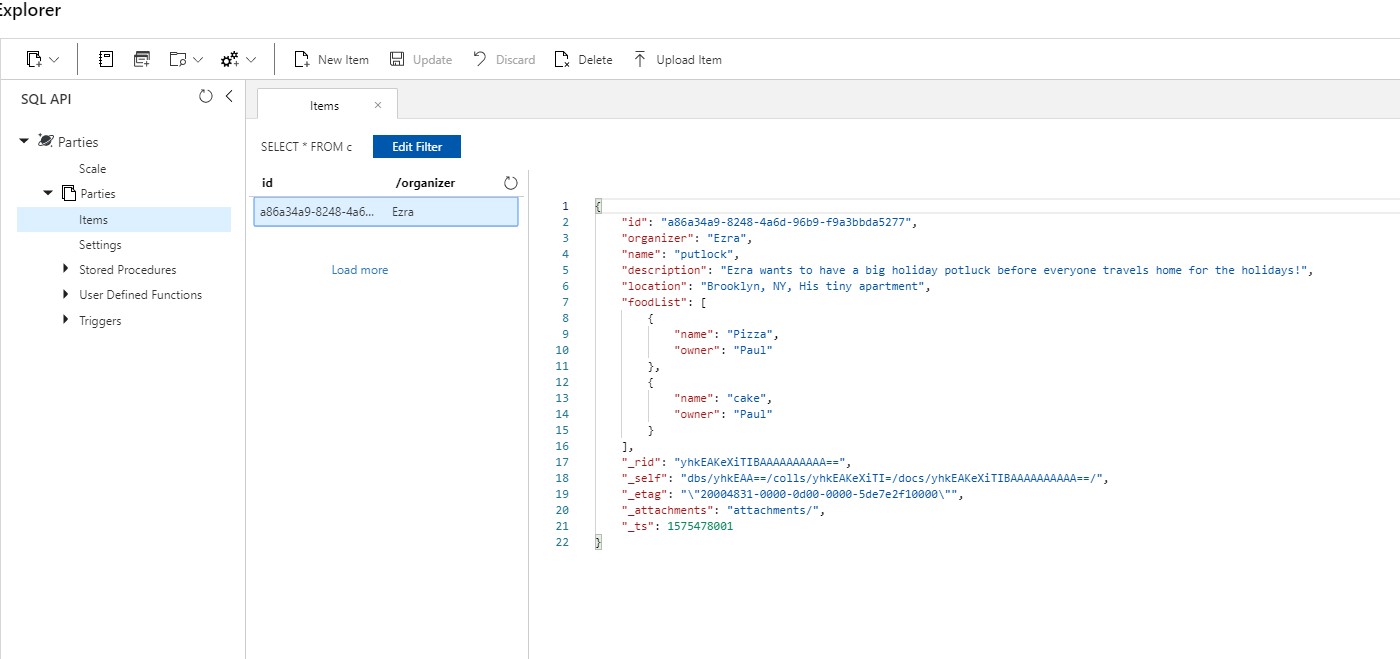 Explorer
New Item Update Discard Delete Upload Item
SQL API
Parties
Scale
Parties
Items
Settings
Stored Procedures
User Defined Functions
Triggers
Items ×
SELECT * FROM c Edit Filter
id /organizer
a86a34a9-8248-4a6... Ezra
Load more
1 {
2 "id": "a86a34a9-8248-4a6d-96b9-f9a3bbda5277",
3 "organizer": "Ezra",
4 "name": "putlock",
5 "description": "Ezra wants to have a big holiday potluck before everyone travels home for the holidays!",
6 "location": "Brooklyn, NY, His tiny apartment",
7 "foodList": [
8 {
9 "name": "Pizza",
10 "owner": "Paul"
11 },
12 {
13 "name": "cake",
14 "owner": "Paul"
15 }
16 ],
17 "_rid": "yhkEAKeXiTIBAAAAAAAAAA==",
18 "_self": "dbs/yhkEAA==/colls/yhkEAKeXiTI=/docs/yhkEAKeXiTIBAAAAAAAAAA==/",
19 "_etag": "\"20004831-0000-0d00-0000-5de7e2f10000\"",
20 "_attachments": "attachments/",
21 "_ts": 1575478001
22 }